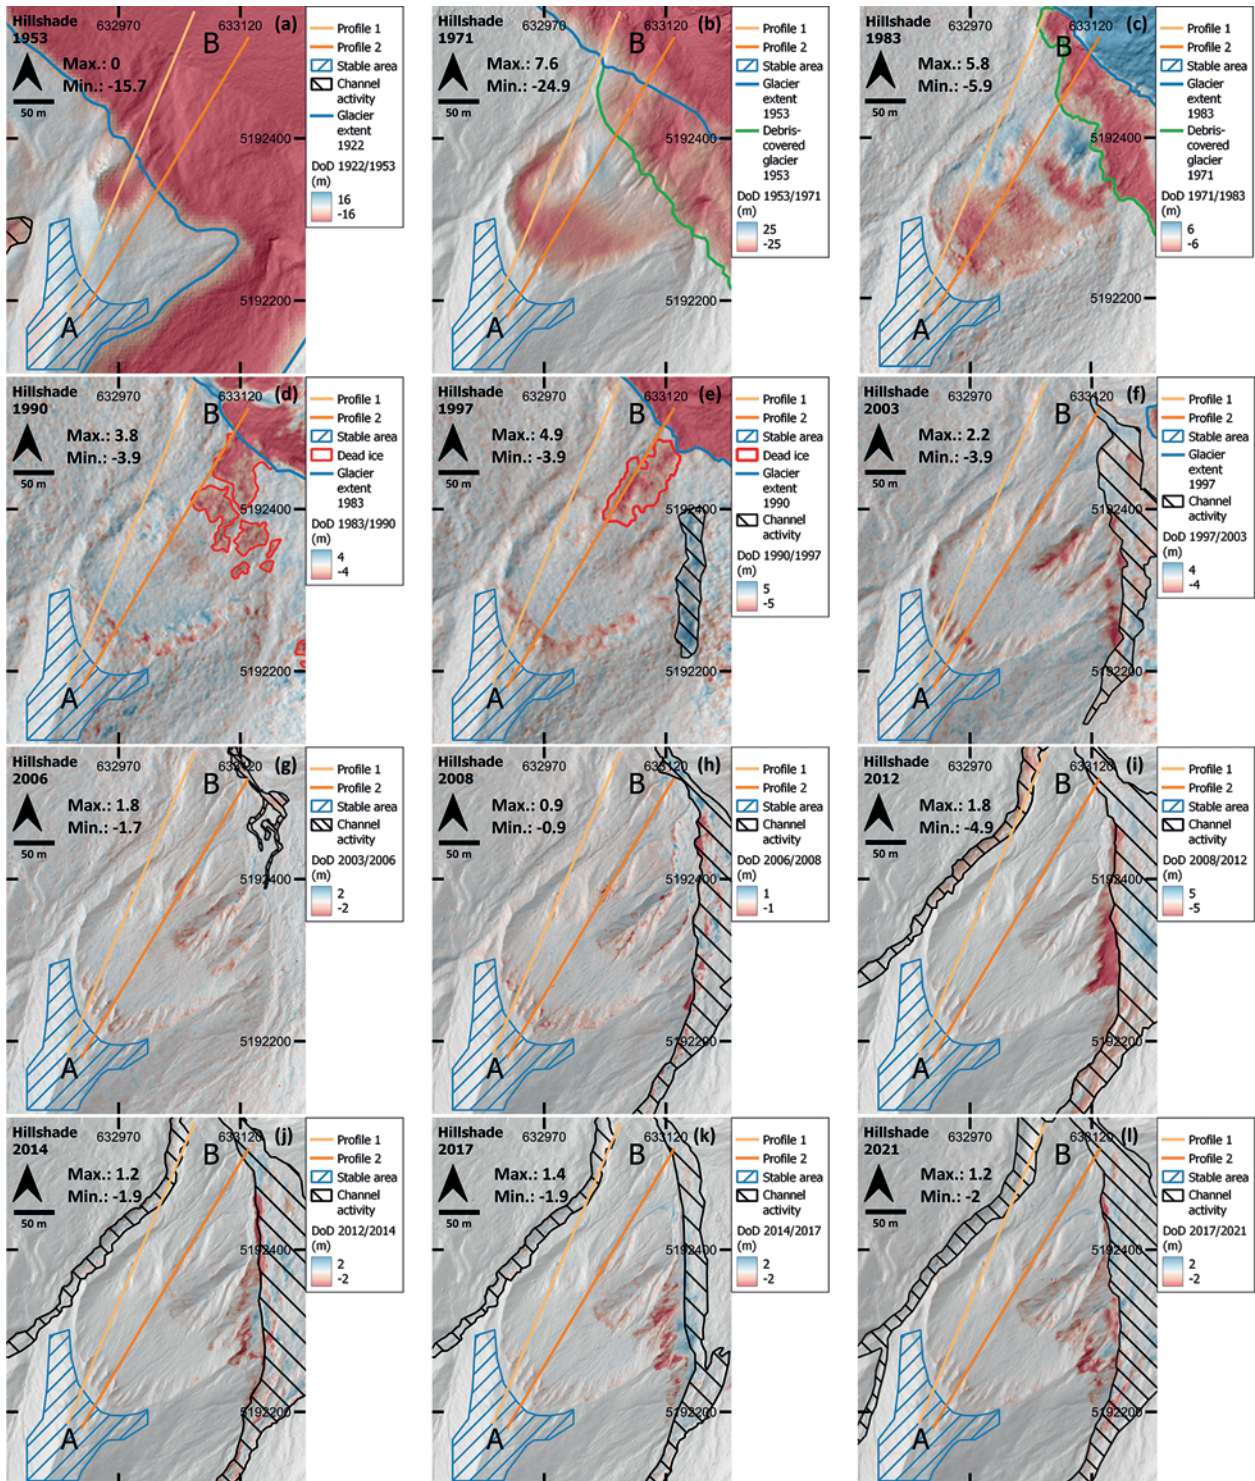 Hillshade
1953
632970
633120
(a)
B
Max.: 0
Min.: -15.7
50 m
5192400
5192200
A
Profile 1
Profile 2
Stable area
Channel
activity
Glacier
extent
1922
DoD 1922/1953
(m)
16
-16
Hillshade
1971
632970
633120
(b)
B
Max.: 7.6
Min.: -24.9
50 m
5192400
5192200
A
Profile 1
Profile 2
Stable area
Glacier
extent
1953
Debris-
covered
glacier
1953
DoD 1953/1971
(m)
25
-25
Hillshade
1983
632970
633120
(c)
B
Max.: 5.8
Min.: -5.9
50 m
5192400
5192200
A
Profile 1
Profile 2
Stable area
Glacier
extent
1983
Debris-
covered
glacier
1971
DoD 1971/1983
(m)
6
-6
Hillshade
1990
632970
633120
(d)
B
Max.: 3.8
Min.: -3.9
50 m
5192400
5192200
A
Profile 1
Profile 2
Stable area
Dead ice
Glacier
extent
1983
DoD 1983/1990
(m)
4
-4
Hillshade
1997
632970
633120
(e)
B
Max.: 4.9
Min.: -3.9
50 m
5192400
5192200
A
Profile 1
Profile 2
Stable area
Dead ice
Glacier
extent
1990
Channel
activity
DoD 1990/1997
(m)
5
-5
Hillshade
2003
632970
633120
(f)
B
Max.: 2.2
Min.: -3.9
50 m
5192400
5192200
A
Profile 1
Profile 2
Stable area
Glacier
extent
1997
Channel
activity
DoD 1997/2003
(m)
4
-4
Hillshade
2006
632970
633120
(g)
B
Max.: 1.8
Min.: -1.7
50 m
5192400
5192200
A
Profile 1
Profile 2
Stable area
Channel
activity
DoD 2003/2006
(m)
2
-2
Hillshade
2008
632970
633120
(h)
B
Max.: 0.9
Min.: -0.9
50 m
5192400
5192200
A
Profile 1
Profile 2
Stable area
Channel
activity
DoD 2006/2008
(m)
1
-1
Hillshade
2012
632970
633120
(i)
B
Max.: 1.8
Min.: -4.9
50 m
5192400
5192200
A
Profile 1
Profile 2
Stable area
Channel
activity
DoD 2008/2012
(m)
5
-5
Hillshade
2014
632970
633120
(j)
B
Max.: 1.2
Min.: -1.9
50 m
5192400
5192200
A
Profile 1
Profile 2
Stable area
Channel
activity
DoD 2012/2014
(m)
2
-2
Hillshade
2017
632970
633120
(k)
B
Max.: 1.4
Min.: -1.9
50 m
5192400
5192200
A
Profile 1
Profile 2
Stable area
Channel
activity
DoD 2014/2017
(m)
2
-2
Hillshade
2021
632970
633120
(l)
B
Max.: 1.2
Min.: -2
50 m
5192400
5192200
A
Profile 1
Profile 2
Stable area
Channel
activity
DoD 2017/2021
(m)
2
-2